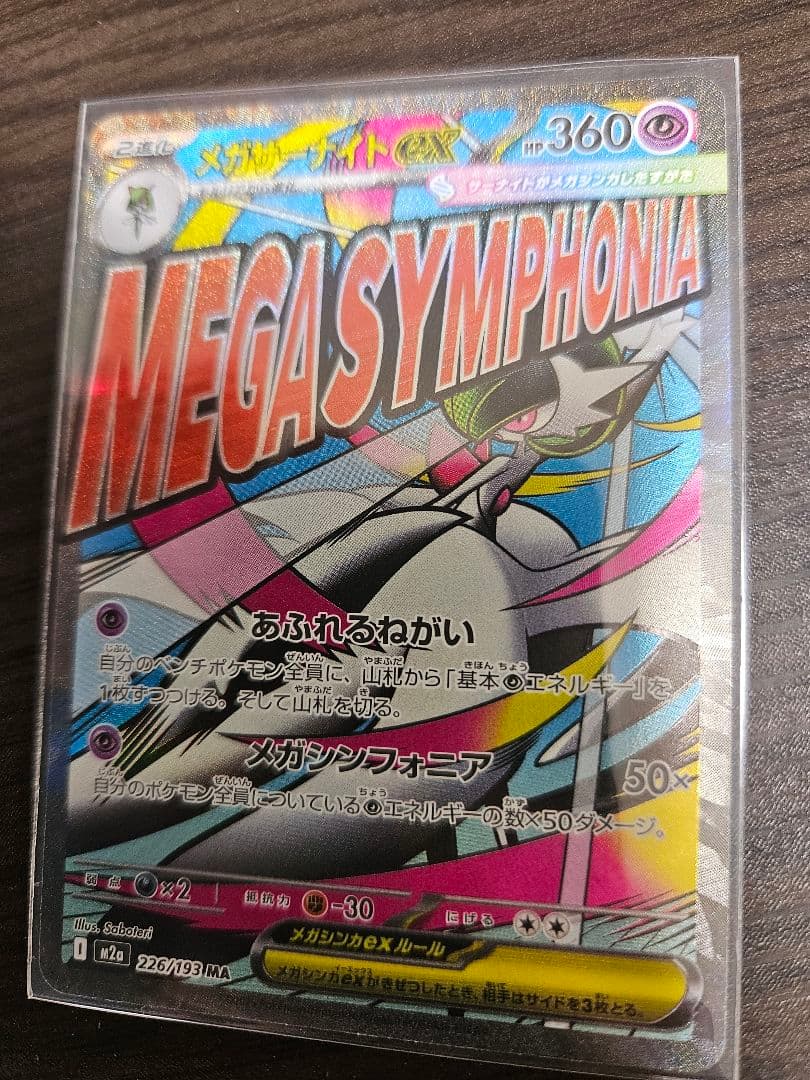 2進化
メガサーナイトex
HP360
サーナイトがメガシンカしたすがた
MEGA SYMPHONIA
あふれるねがい
自分のベンチポケモン全員に、山札から「基本エネルギー」を
1枚ずつつける。そして山札を切る。
メガシンフォニア
50×
自分のポケモン全員についているエネルギーの数×50ダメージ。
弱点 ×2 抵抗力 -30 にげる
Illus. Saboteri
I M2a 226/193 MA
メガシンカexルール
メガシンカexがきぜつしたとき、相手はサイドを3枚とる。